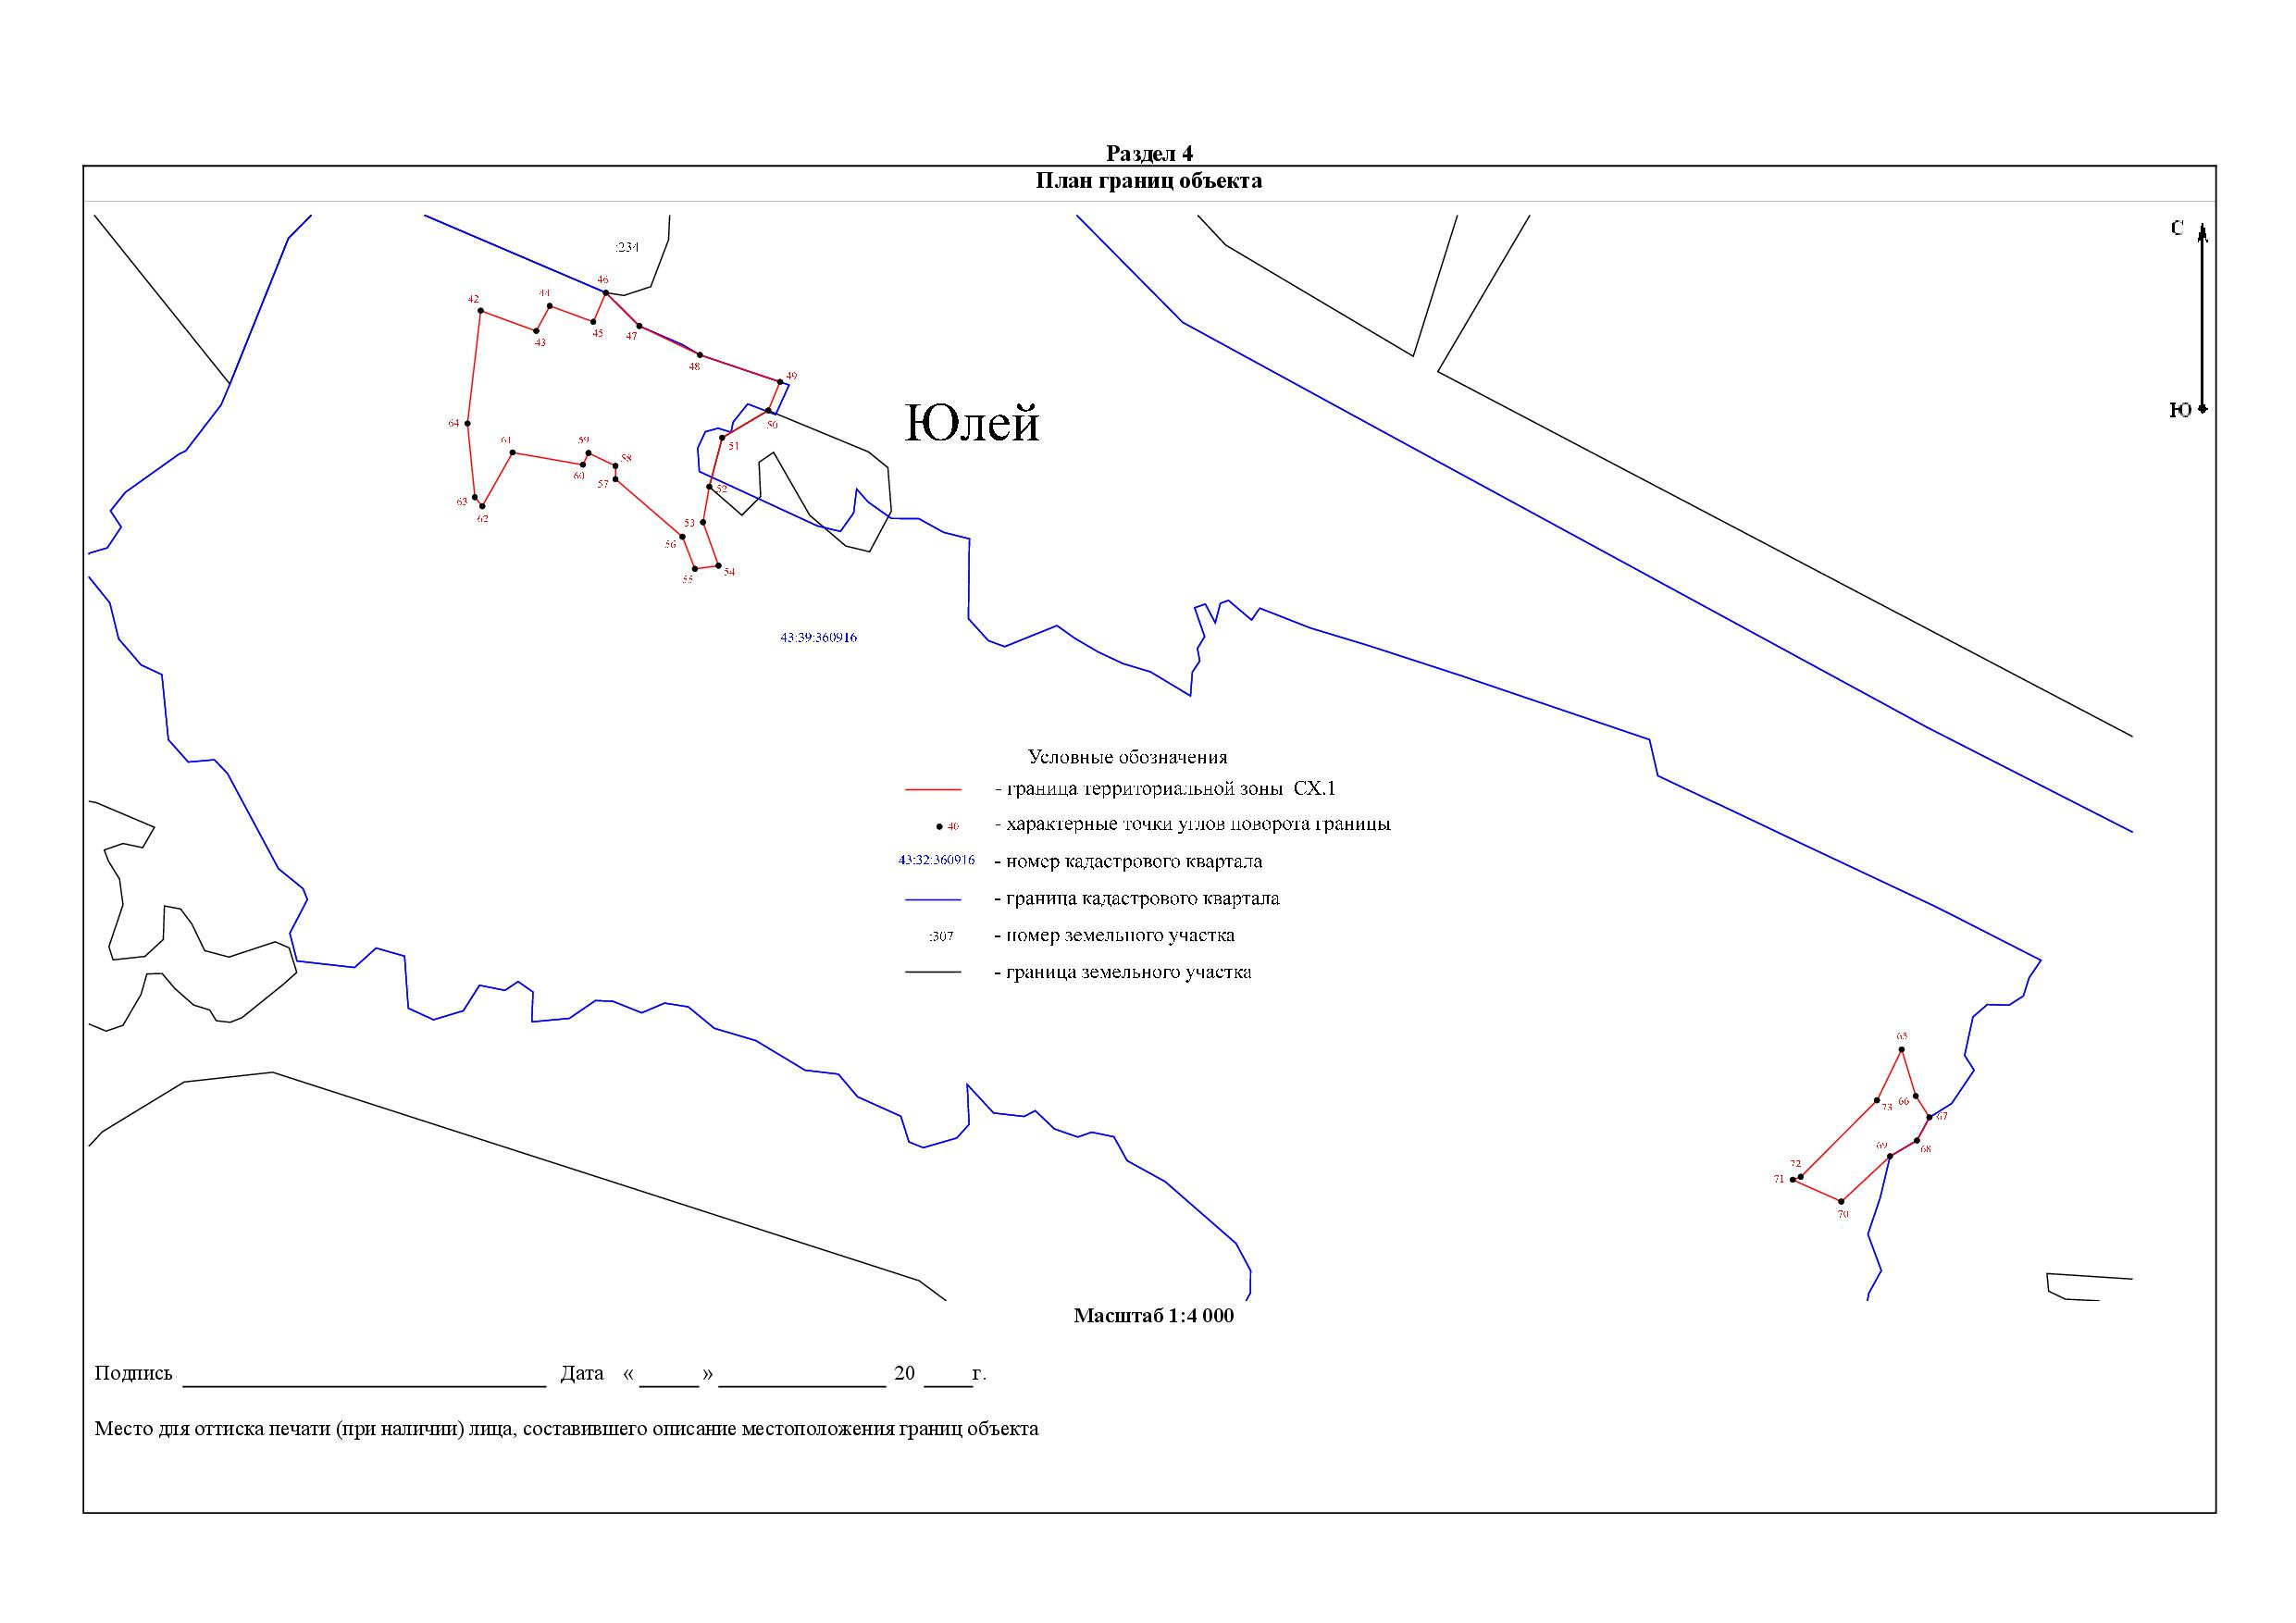 Раздел 4
План границ объекта
С
:234
46
42
44
43
45
47
48
49
Ю
Юлей
50
64
51
61
59
58
60
57
52
63
62
53
56
54
55
43:39:360916
Условные обозначения
- граница территориальной зоны СХ.1
40 - характерные точки углов поворота границы
43:32:360916 - номер кадастрового квартала
- граница кадастрового квартала
:307 - номер земельного участка
- граница земельного участка
65
73 66
67
69
68
72
71
70
Масштаб 1:4 000
Подпись Дата « » 20 г.
Место для оттиска печати (при наличии) лица, составившего описание местоположения границ объекта